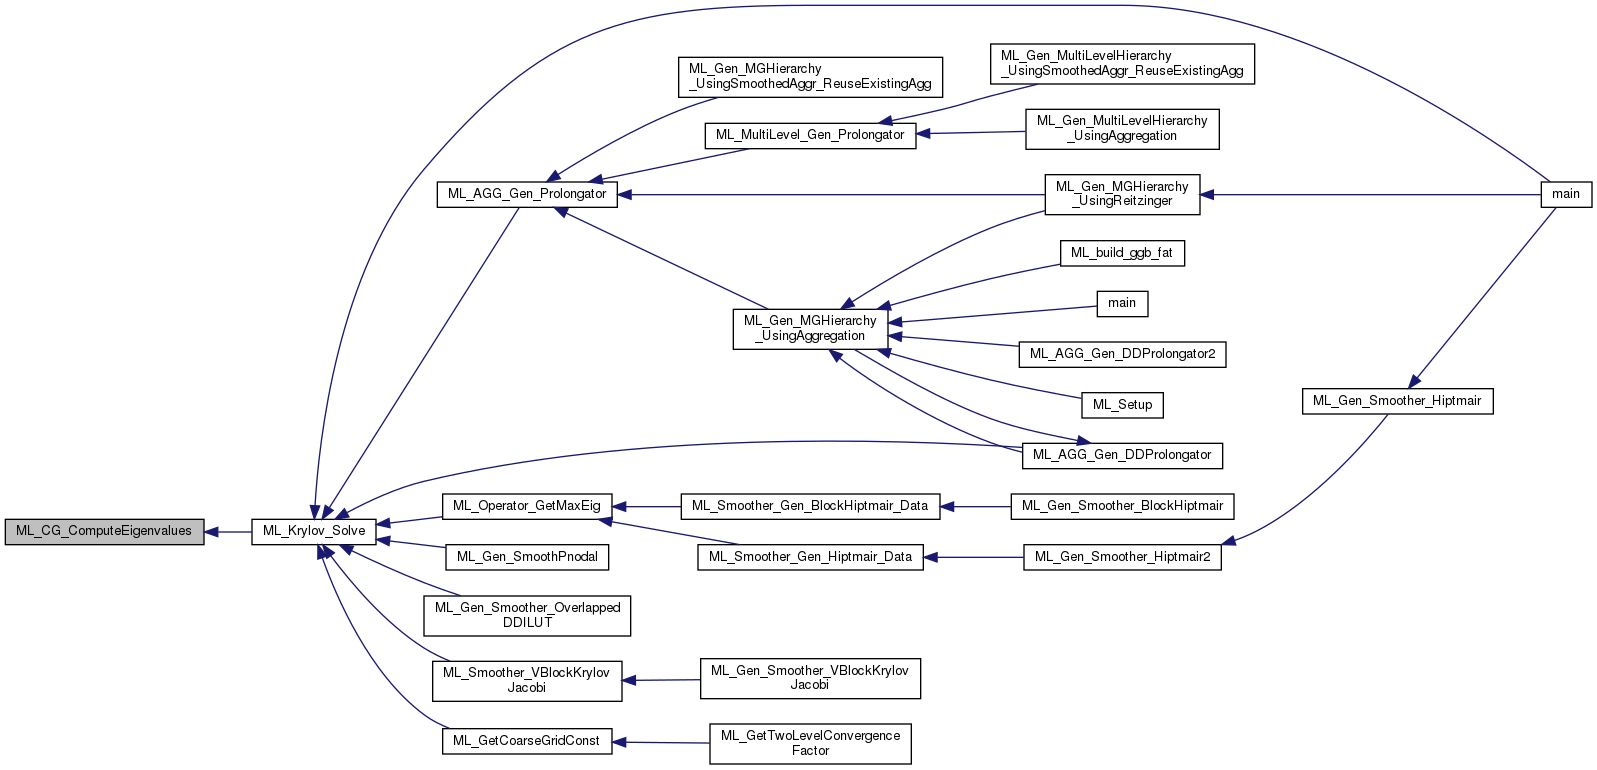 ML_Gen_MultiLevelHierarchy
_UsingSmoothedAggr_ReuseExistingAgg
ML_Gen_MGHierarchy
_UsingSmoothedAggr_ReuseExistingAgg
ML_MultiLevel_Gen_Prolongator
ML_Gen_MultiLevelHierarchy
_UsingAggregation
ML_AGG_Gen_Prolongator
ML_Gen_MGHierarchy
_UsingReitzinger
main
ML_build_ggb_fat
main
ML_Gen_MGHierarchy
_UsingAggregation
ML_AGG_Gen_DDProlongator2
ML_Setup
ML_Gen_Smoother_Hiptmair
ML_AGG_Gen_DDProlongator
ML_Operator_GetMaxEig
ML_Smoother_Gen_BlockHiptmair_Data
ML_Gen_Smoother_BlockHiptmair
ML_CG_ComputeEigenvalues
ML_Krylov_Solve
ML_Gen_SmoothPnodal
ML_Smoother_Gen_Hiptmair_Data
ML_Gen_Smoother_Hiptmair2
ML_Gen_Smoother_Overlapped
DDILUT
ML_Smoother_VBlockKrylov
Jacobi
ML_Gen_Smoother_VBlockKrylov
Jacobi
ML_GetCoarseGridConst
ML_GetTwoLevelConvergence
Factor